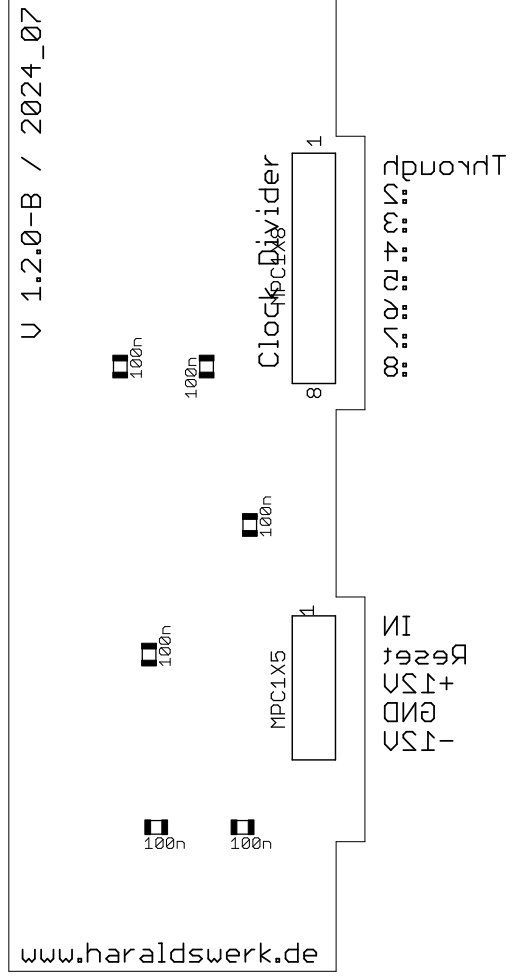 V 1.2.0-B / 2024_07
1
Clock Divider
MPC1X8
8
Through
:2
:3
:4
:5
:6
:7
:8
100n
100n
100n
1
MPC1X5
IN
Reset
+12V
GND
-12V
100n
100n
100n
www.haraldswerk.de